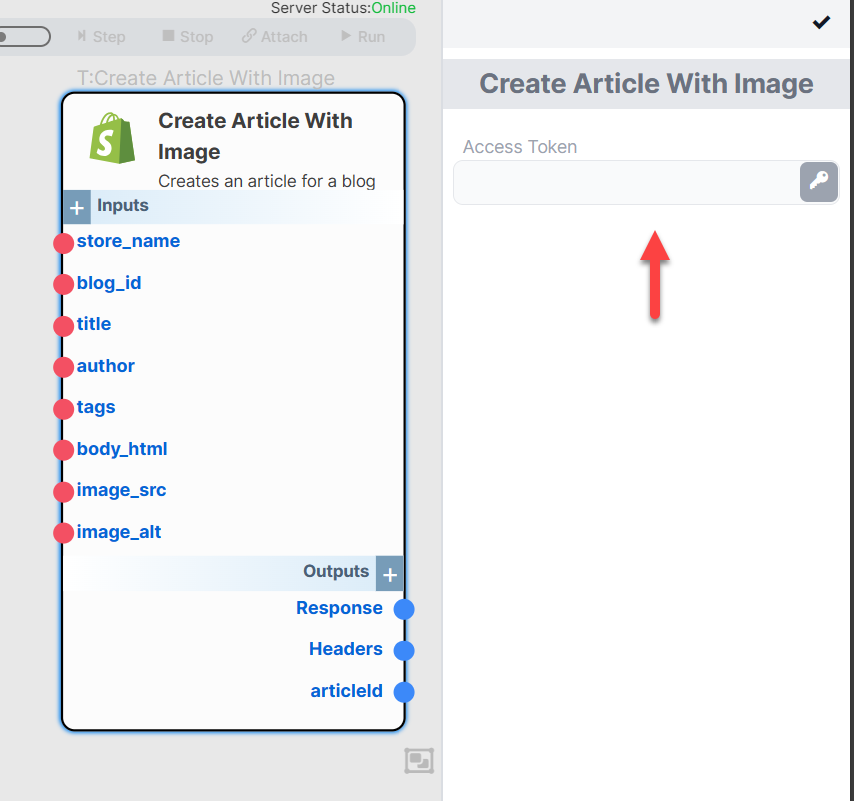 Server Status:Online
Step Stop Attach Run
T:Create Article With Image
Create Article With
Image
Creates an article for a blog
Inputs
store_name
blog_id
title
author
tags
body_html
image_src
image_alt
Outputs
Response
Headers
articleId
Create Article With Image
Access Token